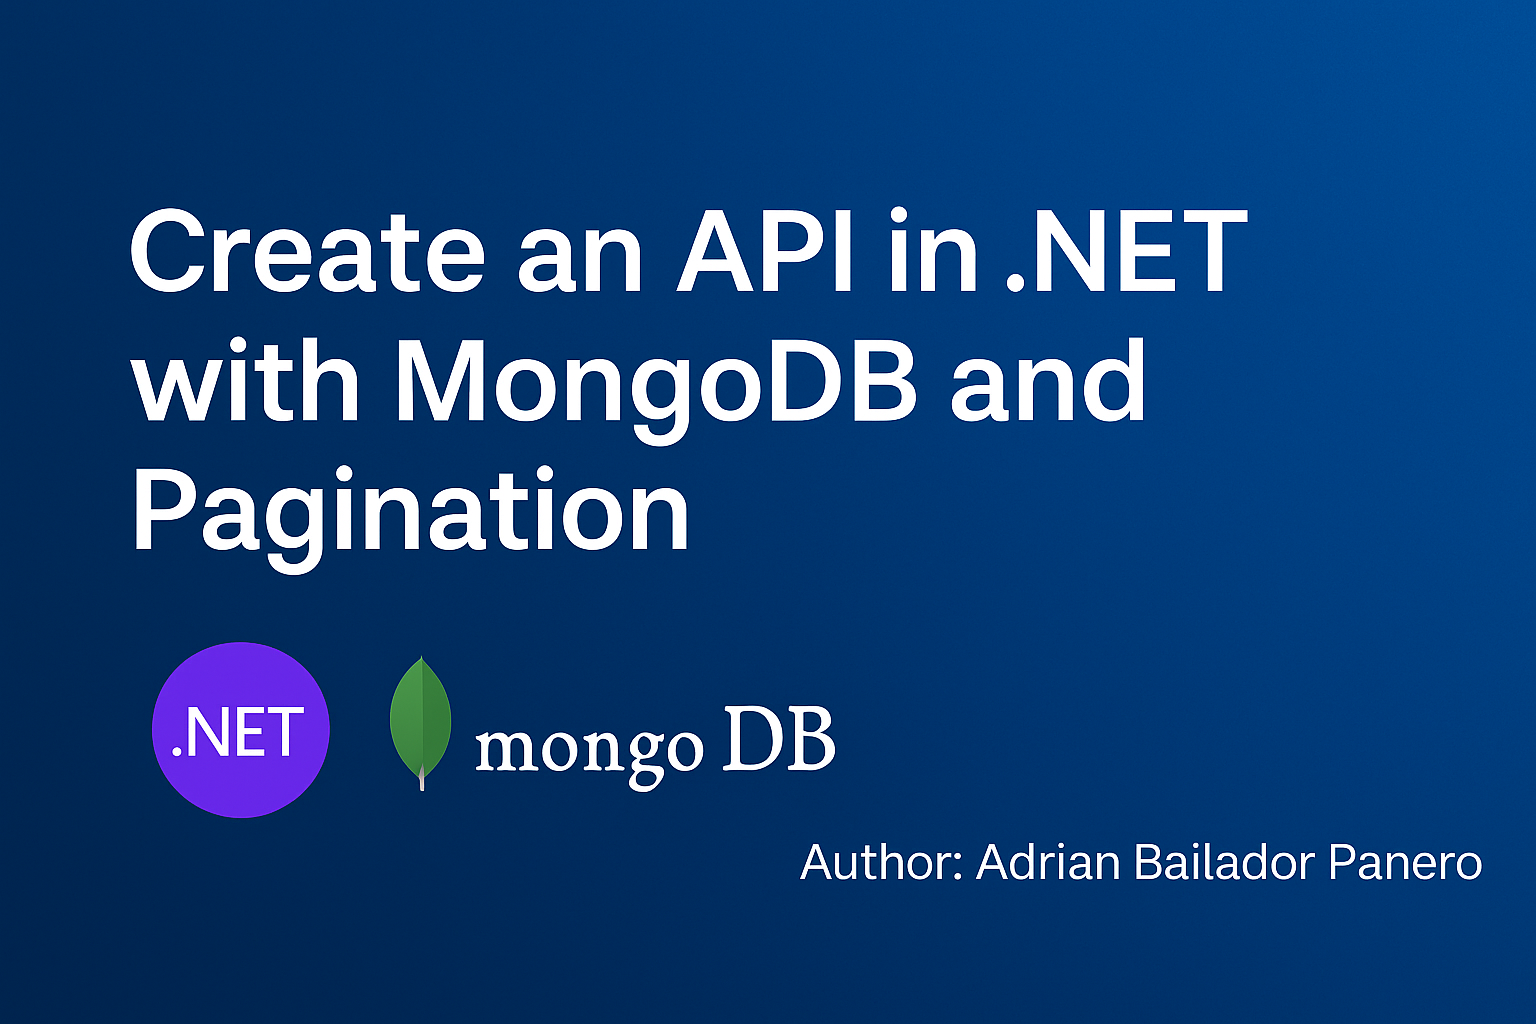 Create an API in .NET
with MongoDB and
Pagination
.NET
mongo DB
Author: Adrian Bailador Panero